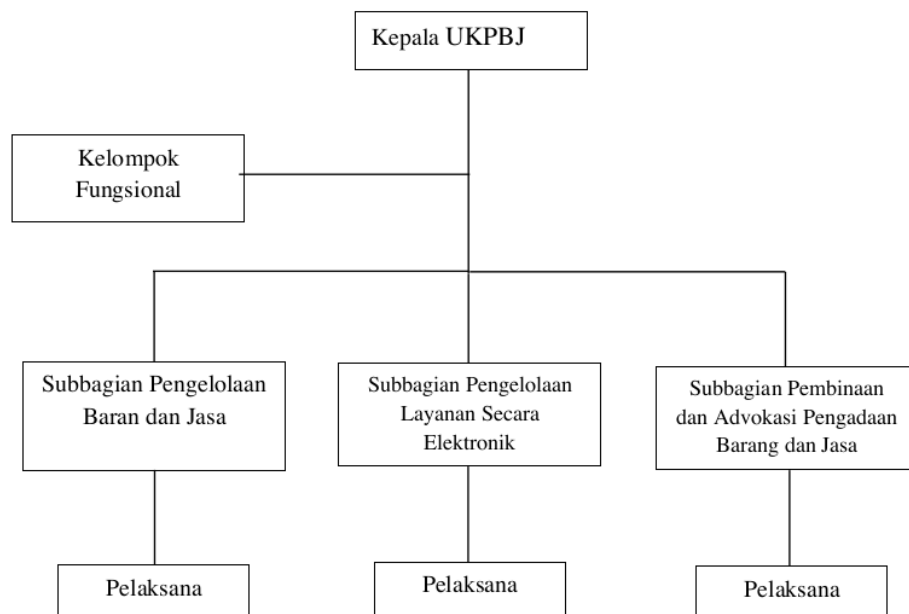 Kepala UKPBJ
Kelompok
Fungsional
Subbagian Pengelolaan
Baran dan Jasa
Subbagian Pengelolaan
Layanan Secara
Elektronik
Subbagian Pembinaan
dan Advokasi Pengadaan
Barang dan Jasa
Pelaksana
Pelaksana
Pelaksana